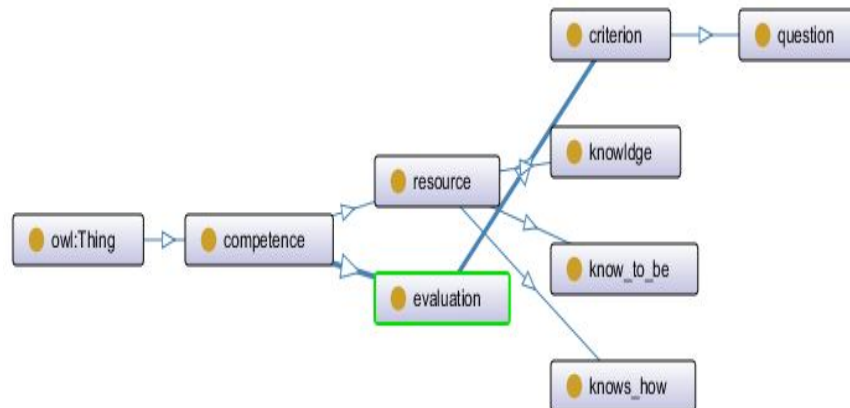 criterion
question
knowldge
resource
owl:Thing
competence
know_to_be
evaluation
knows_how